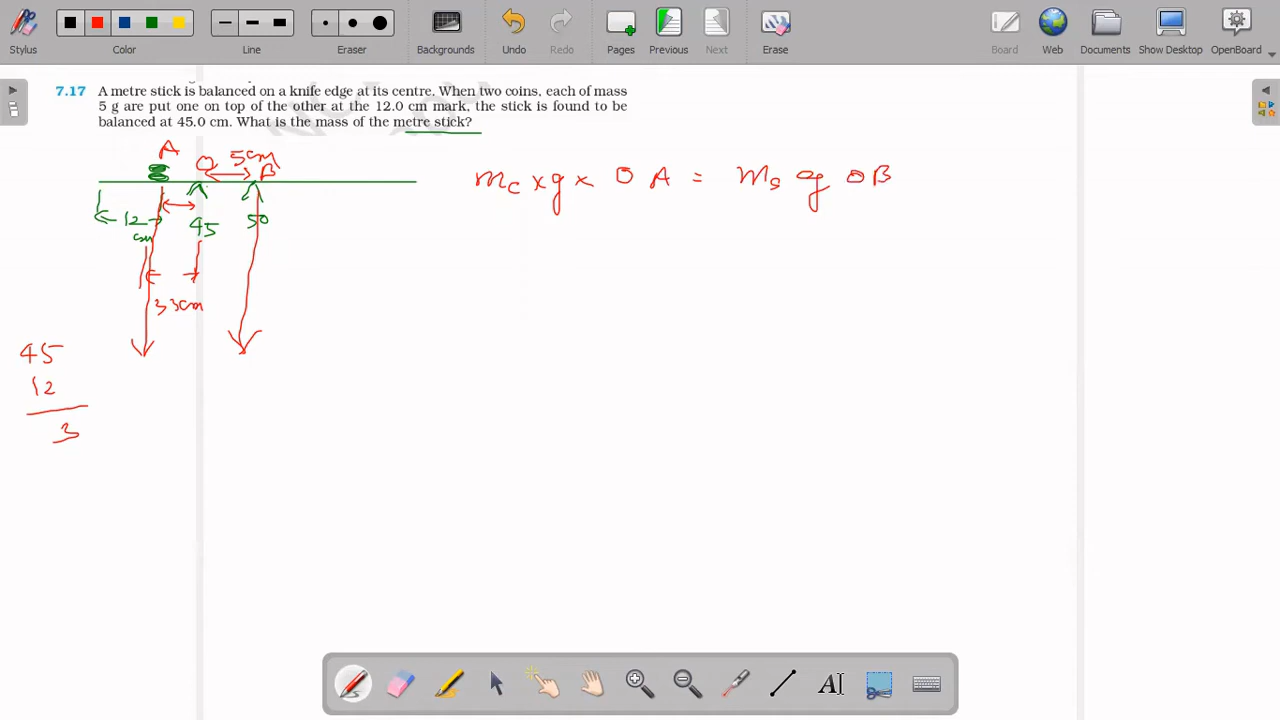 Stylus
Color
Line
Eraser
Backgrounds
Undo
Redo
Pages
Previous
Next
Erase
Board
Web
Documents
Show Desktop
OpenBoard
7.17 A metre stick is balanced on a knife edge at its centre. When two coins, each of mass
5 g are put one on top of the other at the 12.0 cm mark, the stick is found to be
balanced at 45.0 cm. What is the mass of the metre stick?
A O 5cm B
mc × g × OA = ms g OB
12 cm 45 50
33cm
45
12
3